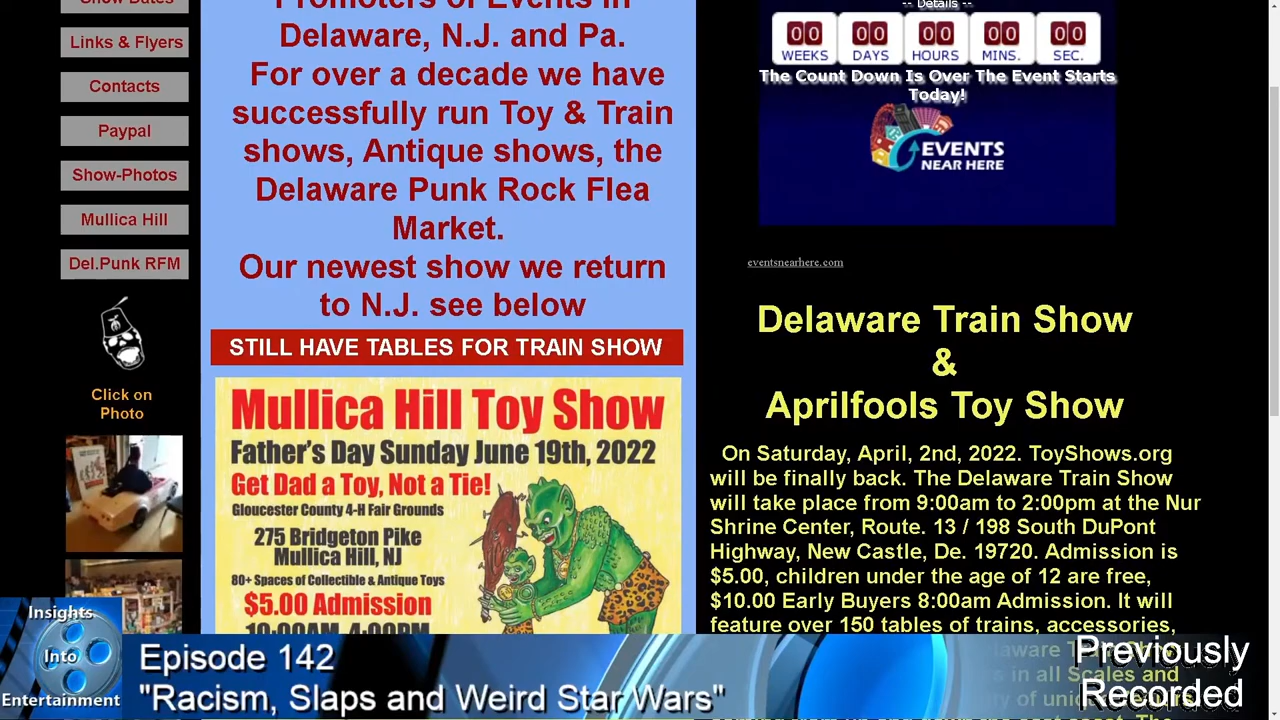 Show Dates
Links & Flyers
Contacts
Paypal
Show-Photos
Mullica Hill
Del.Punk RFM
Click on
Photo
Promoters of Events in
Delaware, N.J. and Pa.
For over a decade we have
successfully run Toy & Train
shows, Antique shows, the
Delaware Punk Rock Flea
Market.
Our newest show we return
to N.J. see below
STILL HAVE TABLES FOR TRAIN SHOW
Mullica Hill Toy Show
Father's Day Sunday June 19th, 2022
Get Dad a Toy, Not a Tie!
Gloucester County 4-H Fair Grounds
275 Bridgeton Pike
Mullica Hill, NJ
80+ Spaces of Collectible & Antique Toys
$5.00 Admission
10:00AM-4:00PM
-- Details --
00 00 00 00 00
WEEKS DAYS HOURS MINS. SEC.
The Count Down Is Over The Event Starts
Today!
EVENTS
NEAR HERE
eventsnearhere.com
Delaware Train Show
&
Aprilfools Toy Show
On Saturday, April, 2nd, 2022. ToyShows.org
will be finally back. The Delaware Train Show
will take place from 9:00am to 2:00pm at the Nur
Shrine Center, Route. 13 / 198 South DuPont
Highway, New Castle, De. 19720. Admission is
$5.00, children under the age of 12 are free,
$10.00 Early Buyers 8:00am Admission. It will
feature over 150 tables of trains, accessories,
in all Scales and
Insights
Into
Entertainment
Episode 142
"Racism, Slaps and Weird Star Wars"
Previously
Recorded